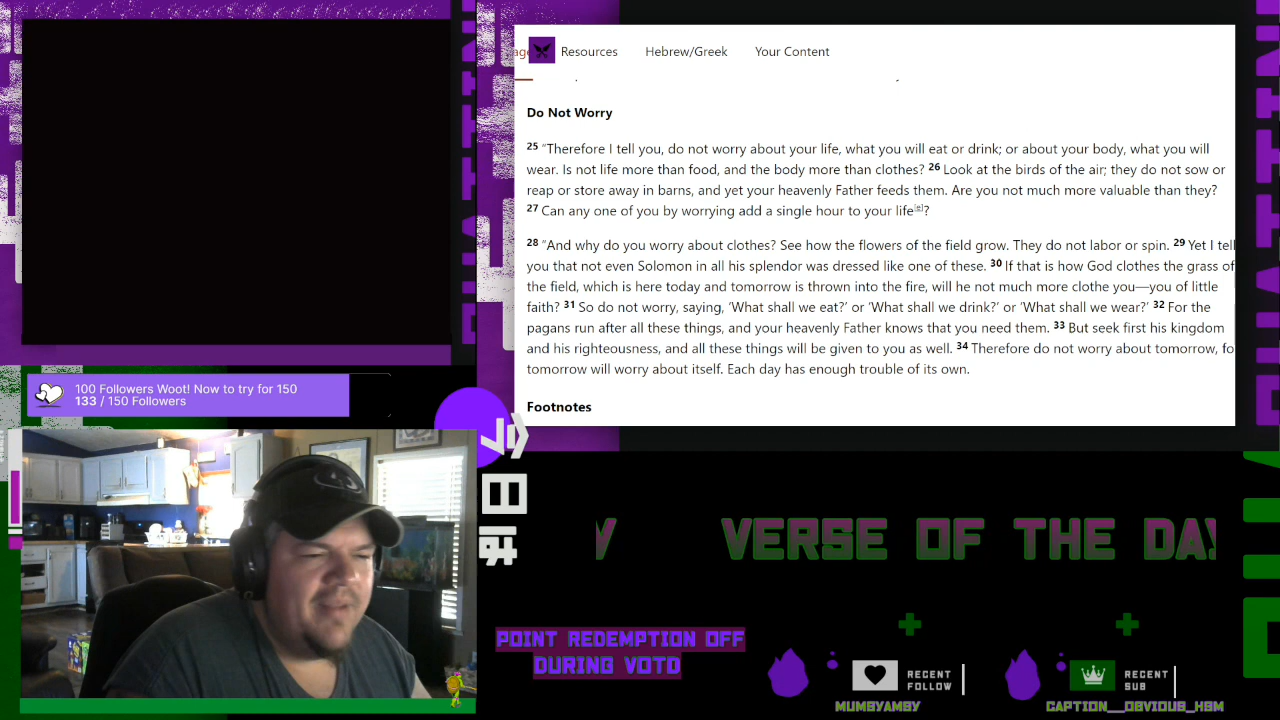 Resources Hebrew/Greek Your Content
Do Not Worry
25 “Therefore I tell you, do not worry about your life, what you will eat or drink; or about your body, what you will
wear. Is not life more than food, and the body more than clothes? 26 Look at the birds of the air; they do not sow or
reap or store away in barns, and yet your heavenly Father feeds them. Are you not much more valuable than they?
27 Can any one of you by worrying add a single hour to your life[e]?
28 “And why do you worry about clothes? See how the flowers of the field grow. They do not labor or spin. 29 Yet I tell
you that not even Solomon in all his splendor was dressed like one of these. 30 If that is how God clothes the grass of
the field, which is here today and tomorrow is thrown into the fire, will he not much more clothe you—you of little
faith? 31 So do not worry, saying, ‘What shall we eat?’ or ‘What shall we drink?’ or ‘What shall we wear?’ 32 For the
pagans run after all these things, and your heavenly Father knows that you need them. 33 But seek first his kingdom
and his righteousness, and all these things will be given to you as well. 34 Therefore do not worry about tomorrow, fo
tomorrow will worry about itself. Each day has enough trouble of its own.
Footnotes
100 Followers Woot! Now to try for 150
133 / 150 Followers
VERSE OF THE DAY
POINT REDEMPTION OFF
DURING VOTD
RECENT
FOLLOW
MUMBYAMBY
RECENT
SUB
CAPTION__OBVIOUS_HSM